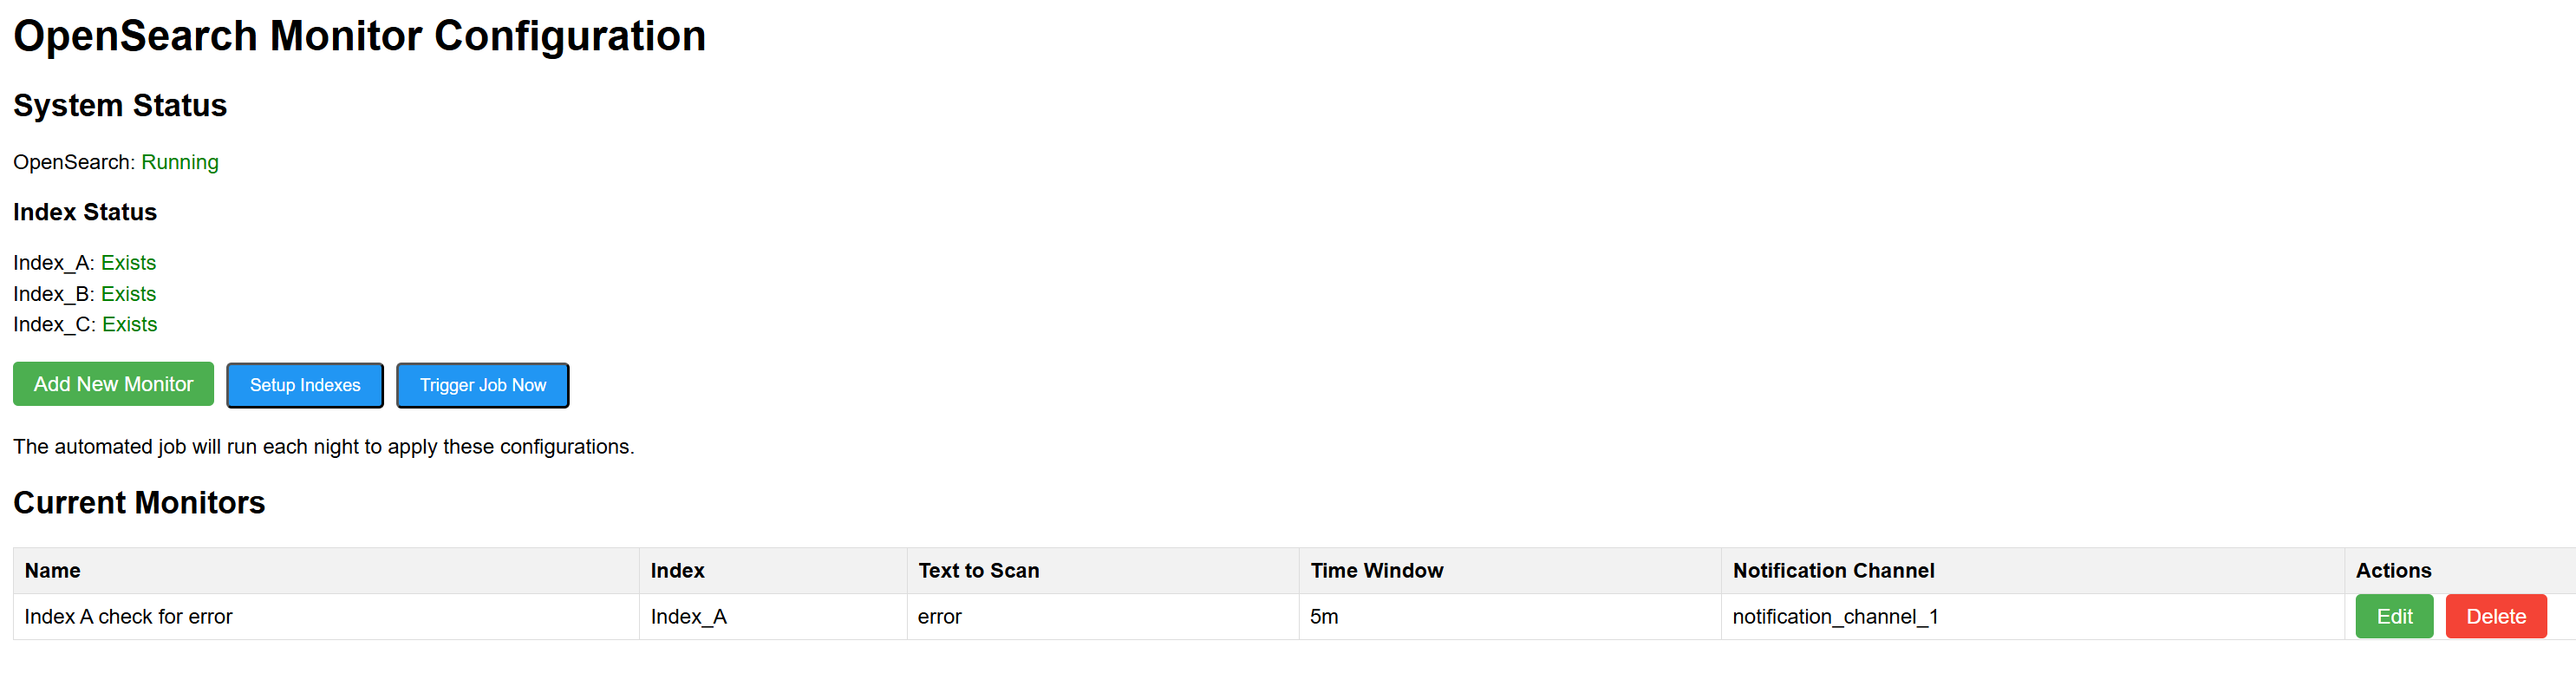 OpenSearch Monitor Configuration
System Status
OpenSearch: Running
Index Status
Index_A: Exists
Index_B: Exists
Index_C: Exists
Add New Monitor Setup Indexes Trigger Job Now
The automated job will run each night to apply these configurations.
Current Monitors
Name Index Text to Scan Time Window Notification Channel Actions
Index A check for error Index_A error 5m notification_channel_1 Edit Delete